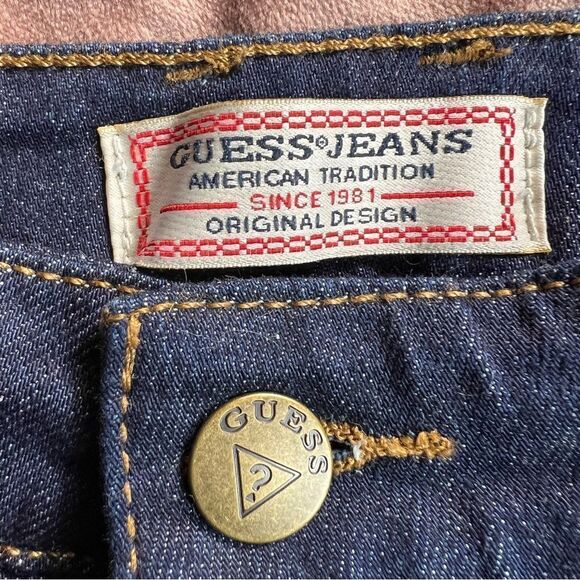 GUESS® JEANS
AMERICAN TRADITION
SINCE 1981
ORIGINAL DESIGN
GUESS
?